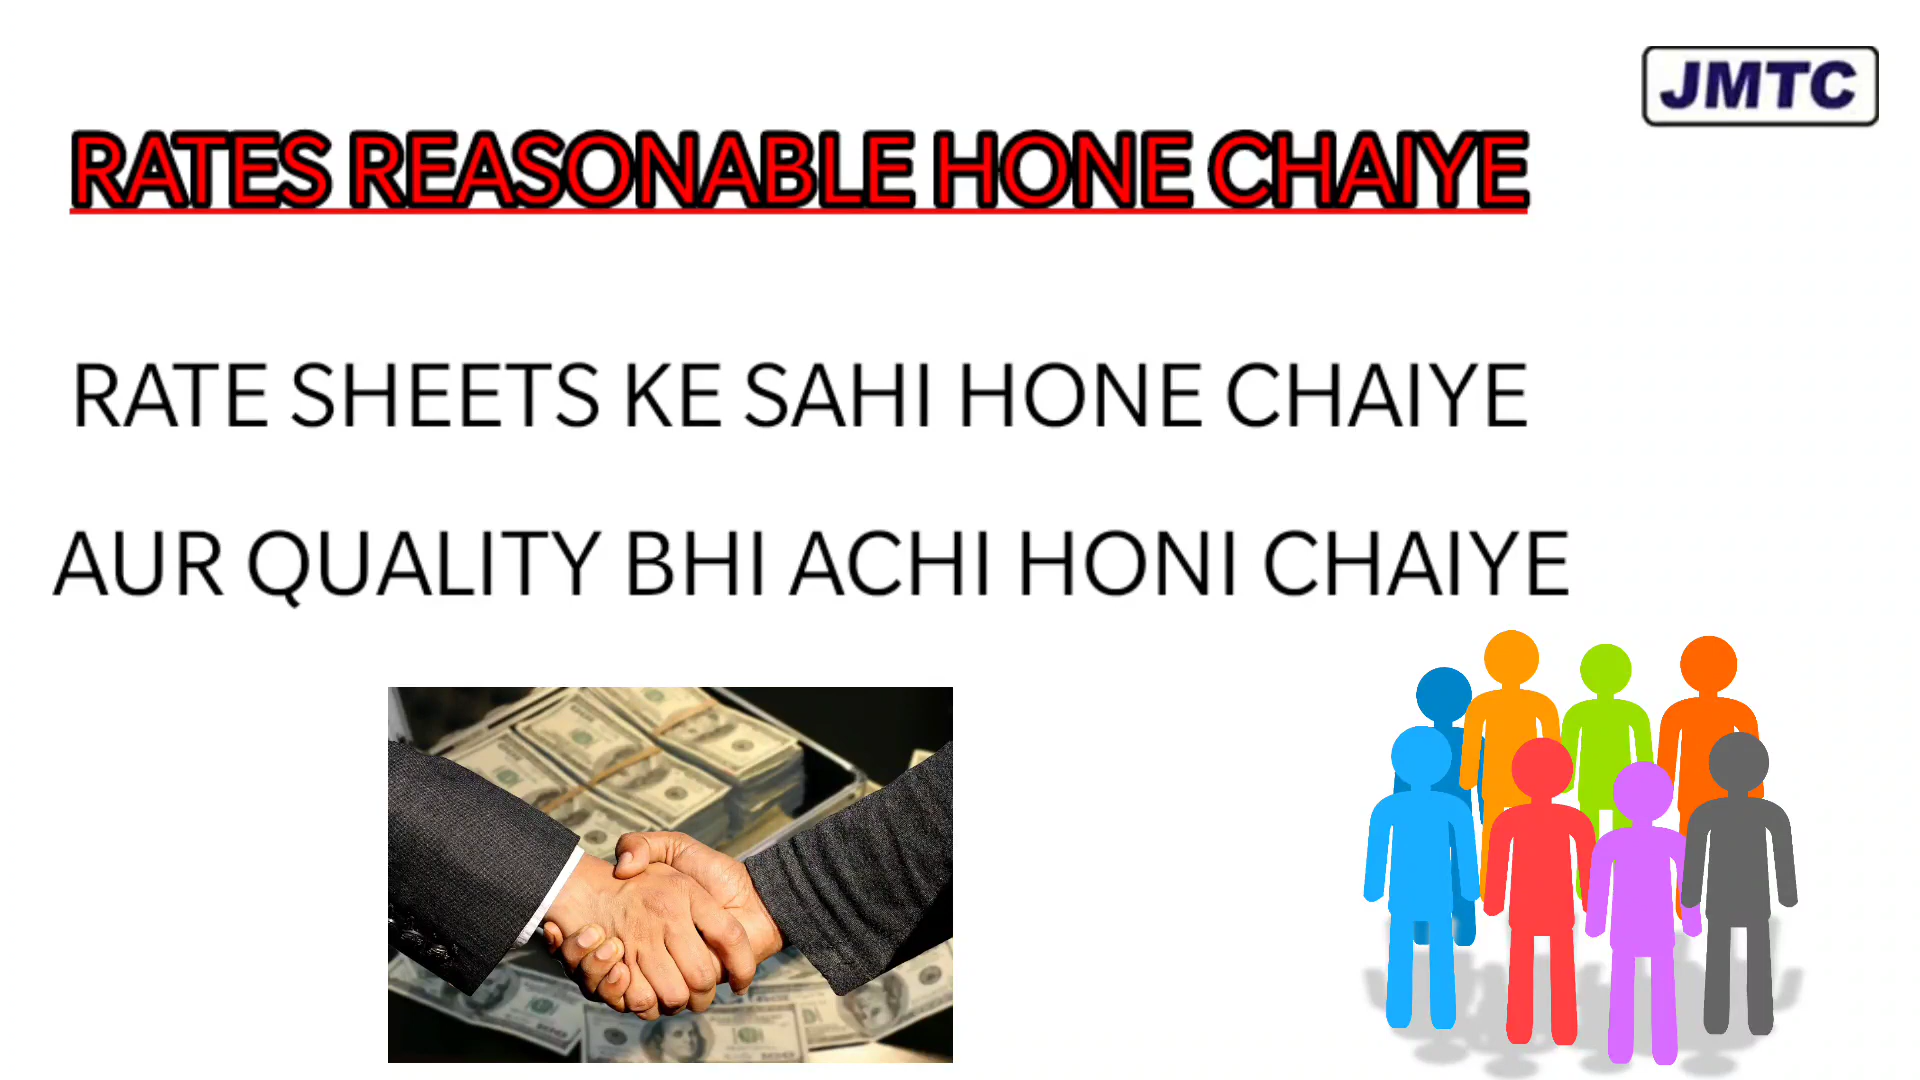 JMTC
RATES REASONABLE HONE CHAIYE
RATE SHEETS KE SAHI HONE CHAIYE
AUR QUALITY BHI ACHI HONI CHAIYE